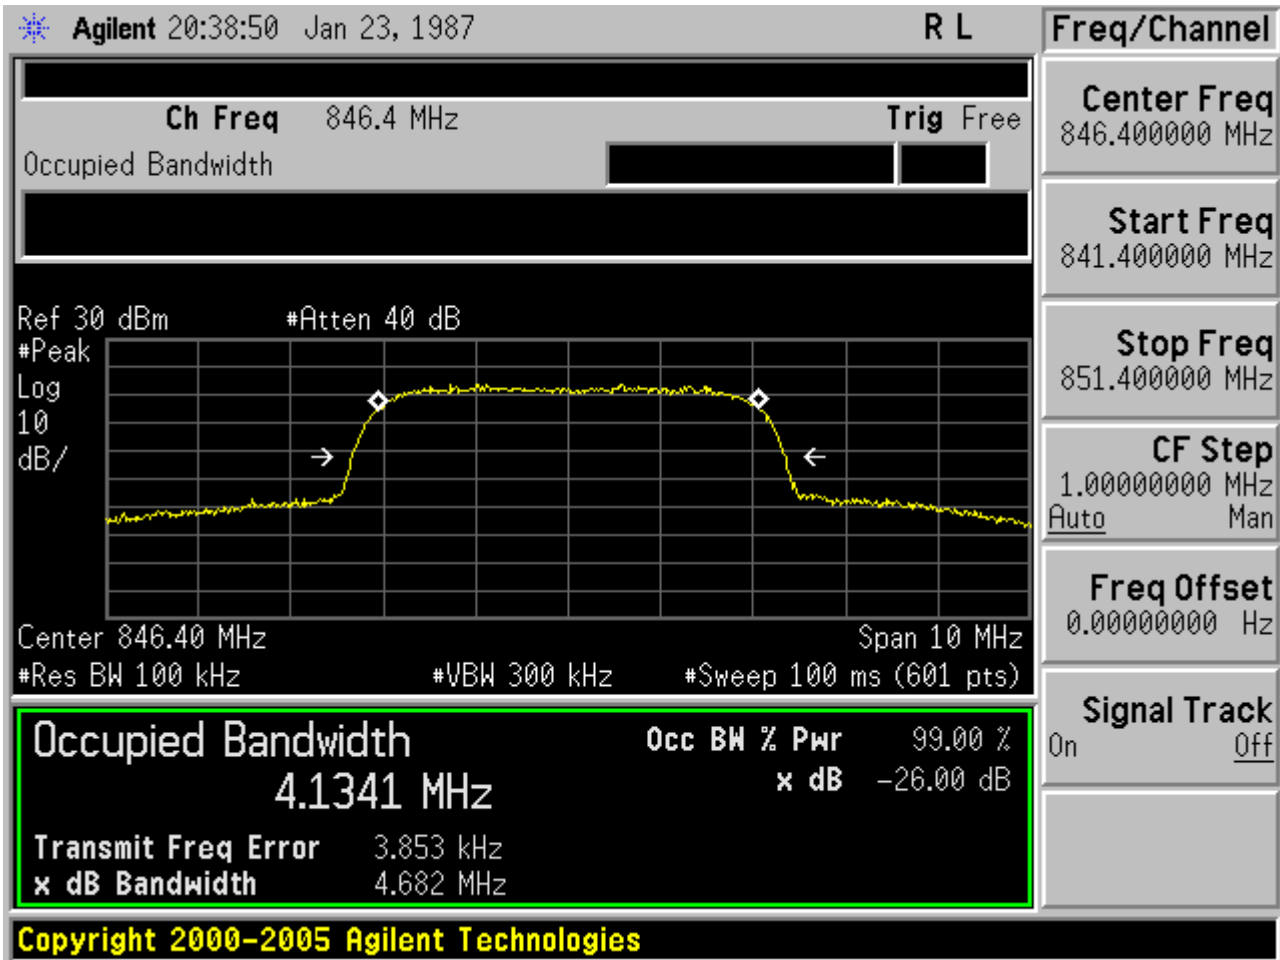 Agilent 20:38:50 Jan 23, 1987 R L
Freq/Channel
Ch Freq 846.4 MHz Trig Free
Occupied Bandwidth
Center Freq
846.400000 MHz
Start Freq
841.400000 MHz
Stop Freq
851.400000 MHz
CF Step
1.00000000 MHz
Auto Man
Freq Offset
0.00000000 Hz
Signal Track
On Off
Ref 30 dBm #Atten 40 dB
#Peak
Log
10
dB/
Center 846.40 MHz Span 10 MHz
#Res BW 100 kHz #VBW 300 kHz #Sweep 100 ms (601 pts)
Occupied Bandwidth
4.1341 MHz
Occ BW % Pwr 99.00 %
x dB -26.00 dB
Transmit Freq Error 3.853 kHz
x dB Bandwidth 4.682 MHz
Copyright 2000-2005 Agilent Technologies